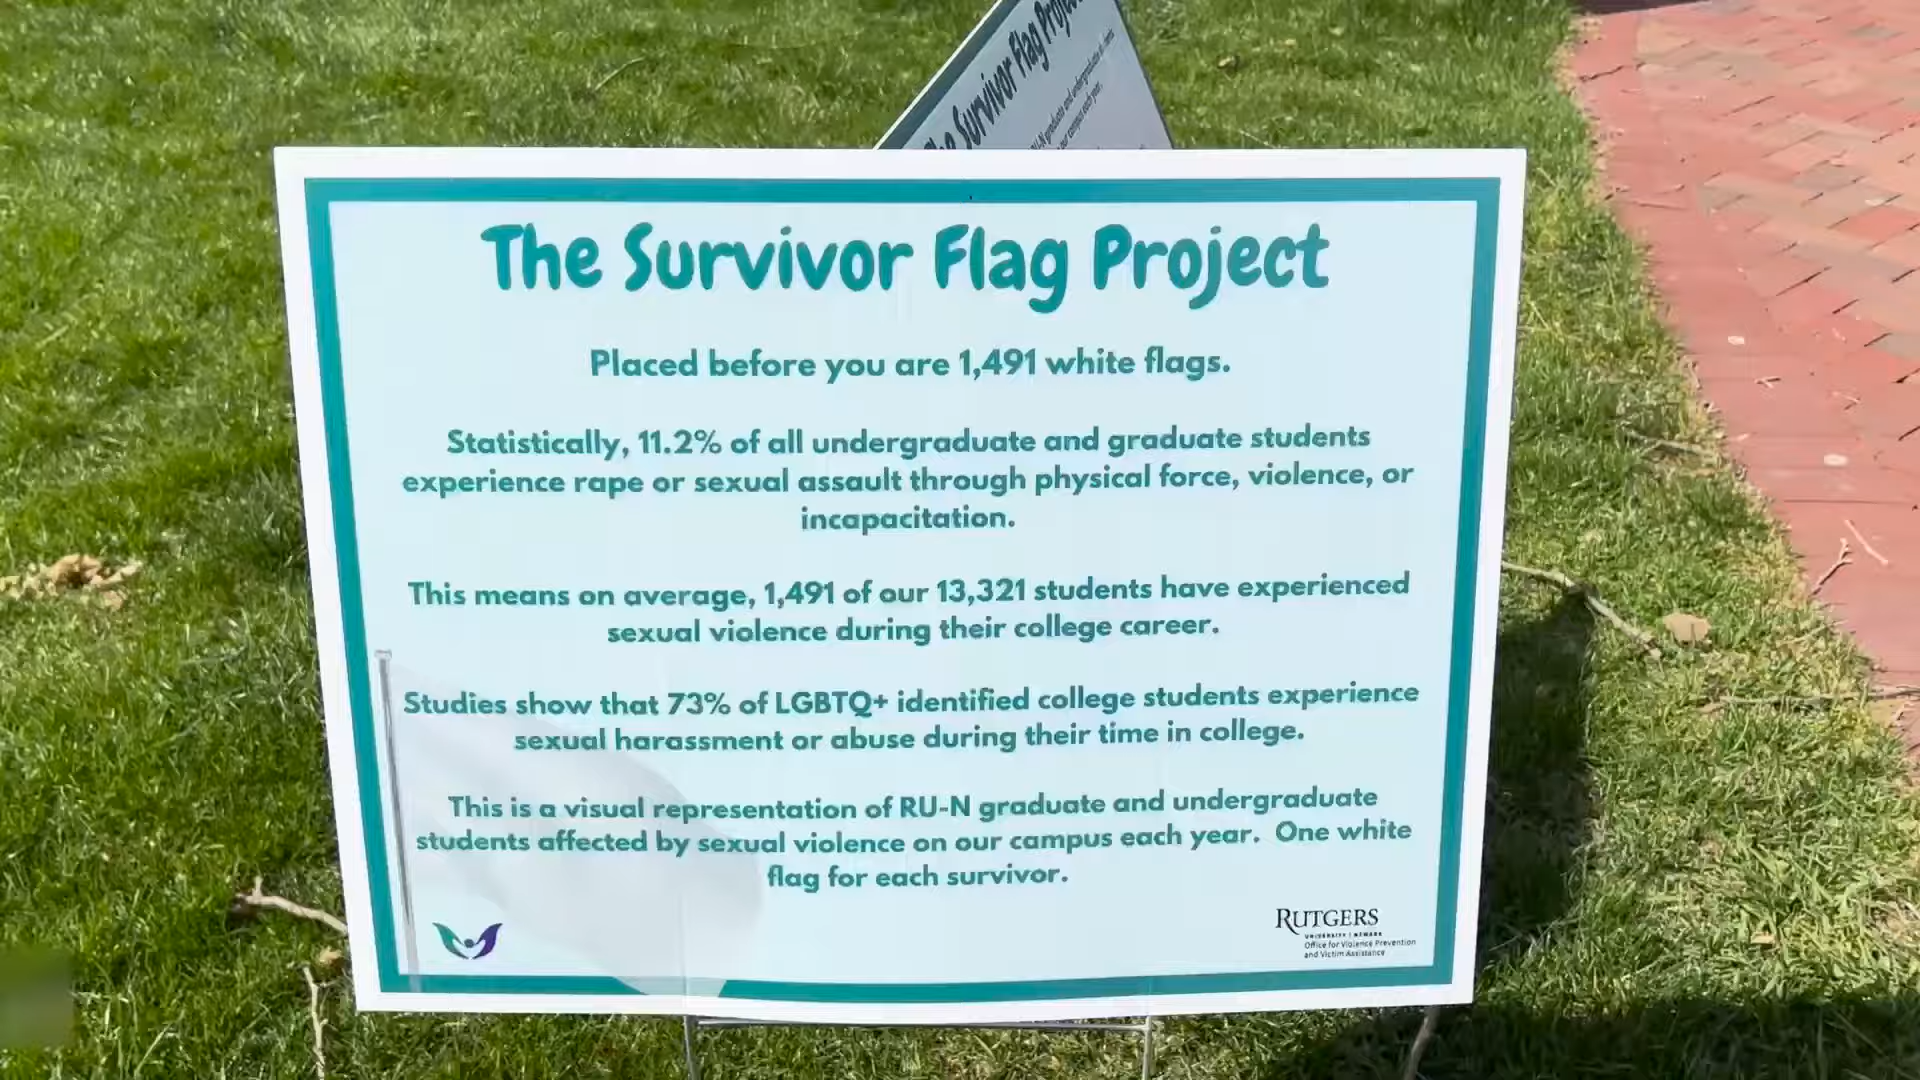 The Survivor Flag Project
The Survivor Flag Project
Placed before you are 1,491 white flags.
Statistically, 11.2% of all undergraduate and graduate students
experience rape or sexual assault through physical force, violence, or
incapacitation.
This means on average, 1,491 of our 13,321 students have experienced
sexual violence during their college career.
Studies show that 73% of LGBTQ+ identified college students experience
sexual harassment or abuse during their time in college.
This is a visual representation of RU-N graduate and undergraduate
students affected by sexual violence on our campus each year. One white
flag for each survivor.
RUTGERS
UNIVERSITY | NEWARK
Office for Violence Prevention
and Victim Assistance